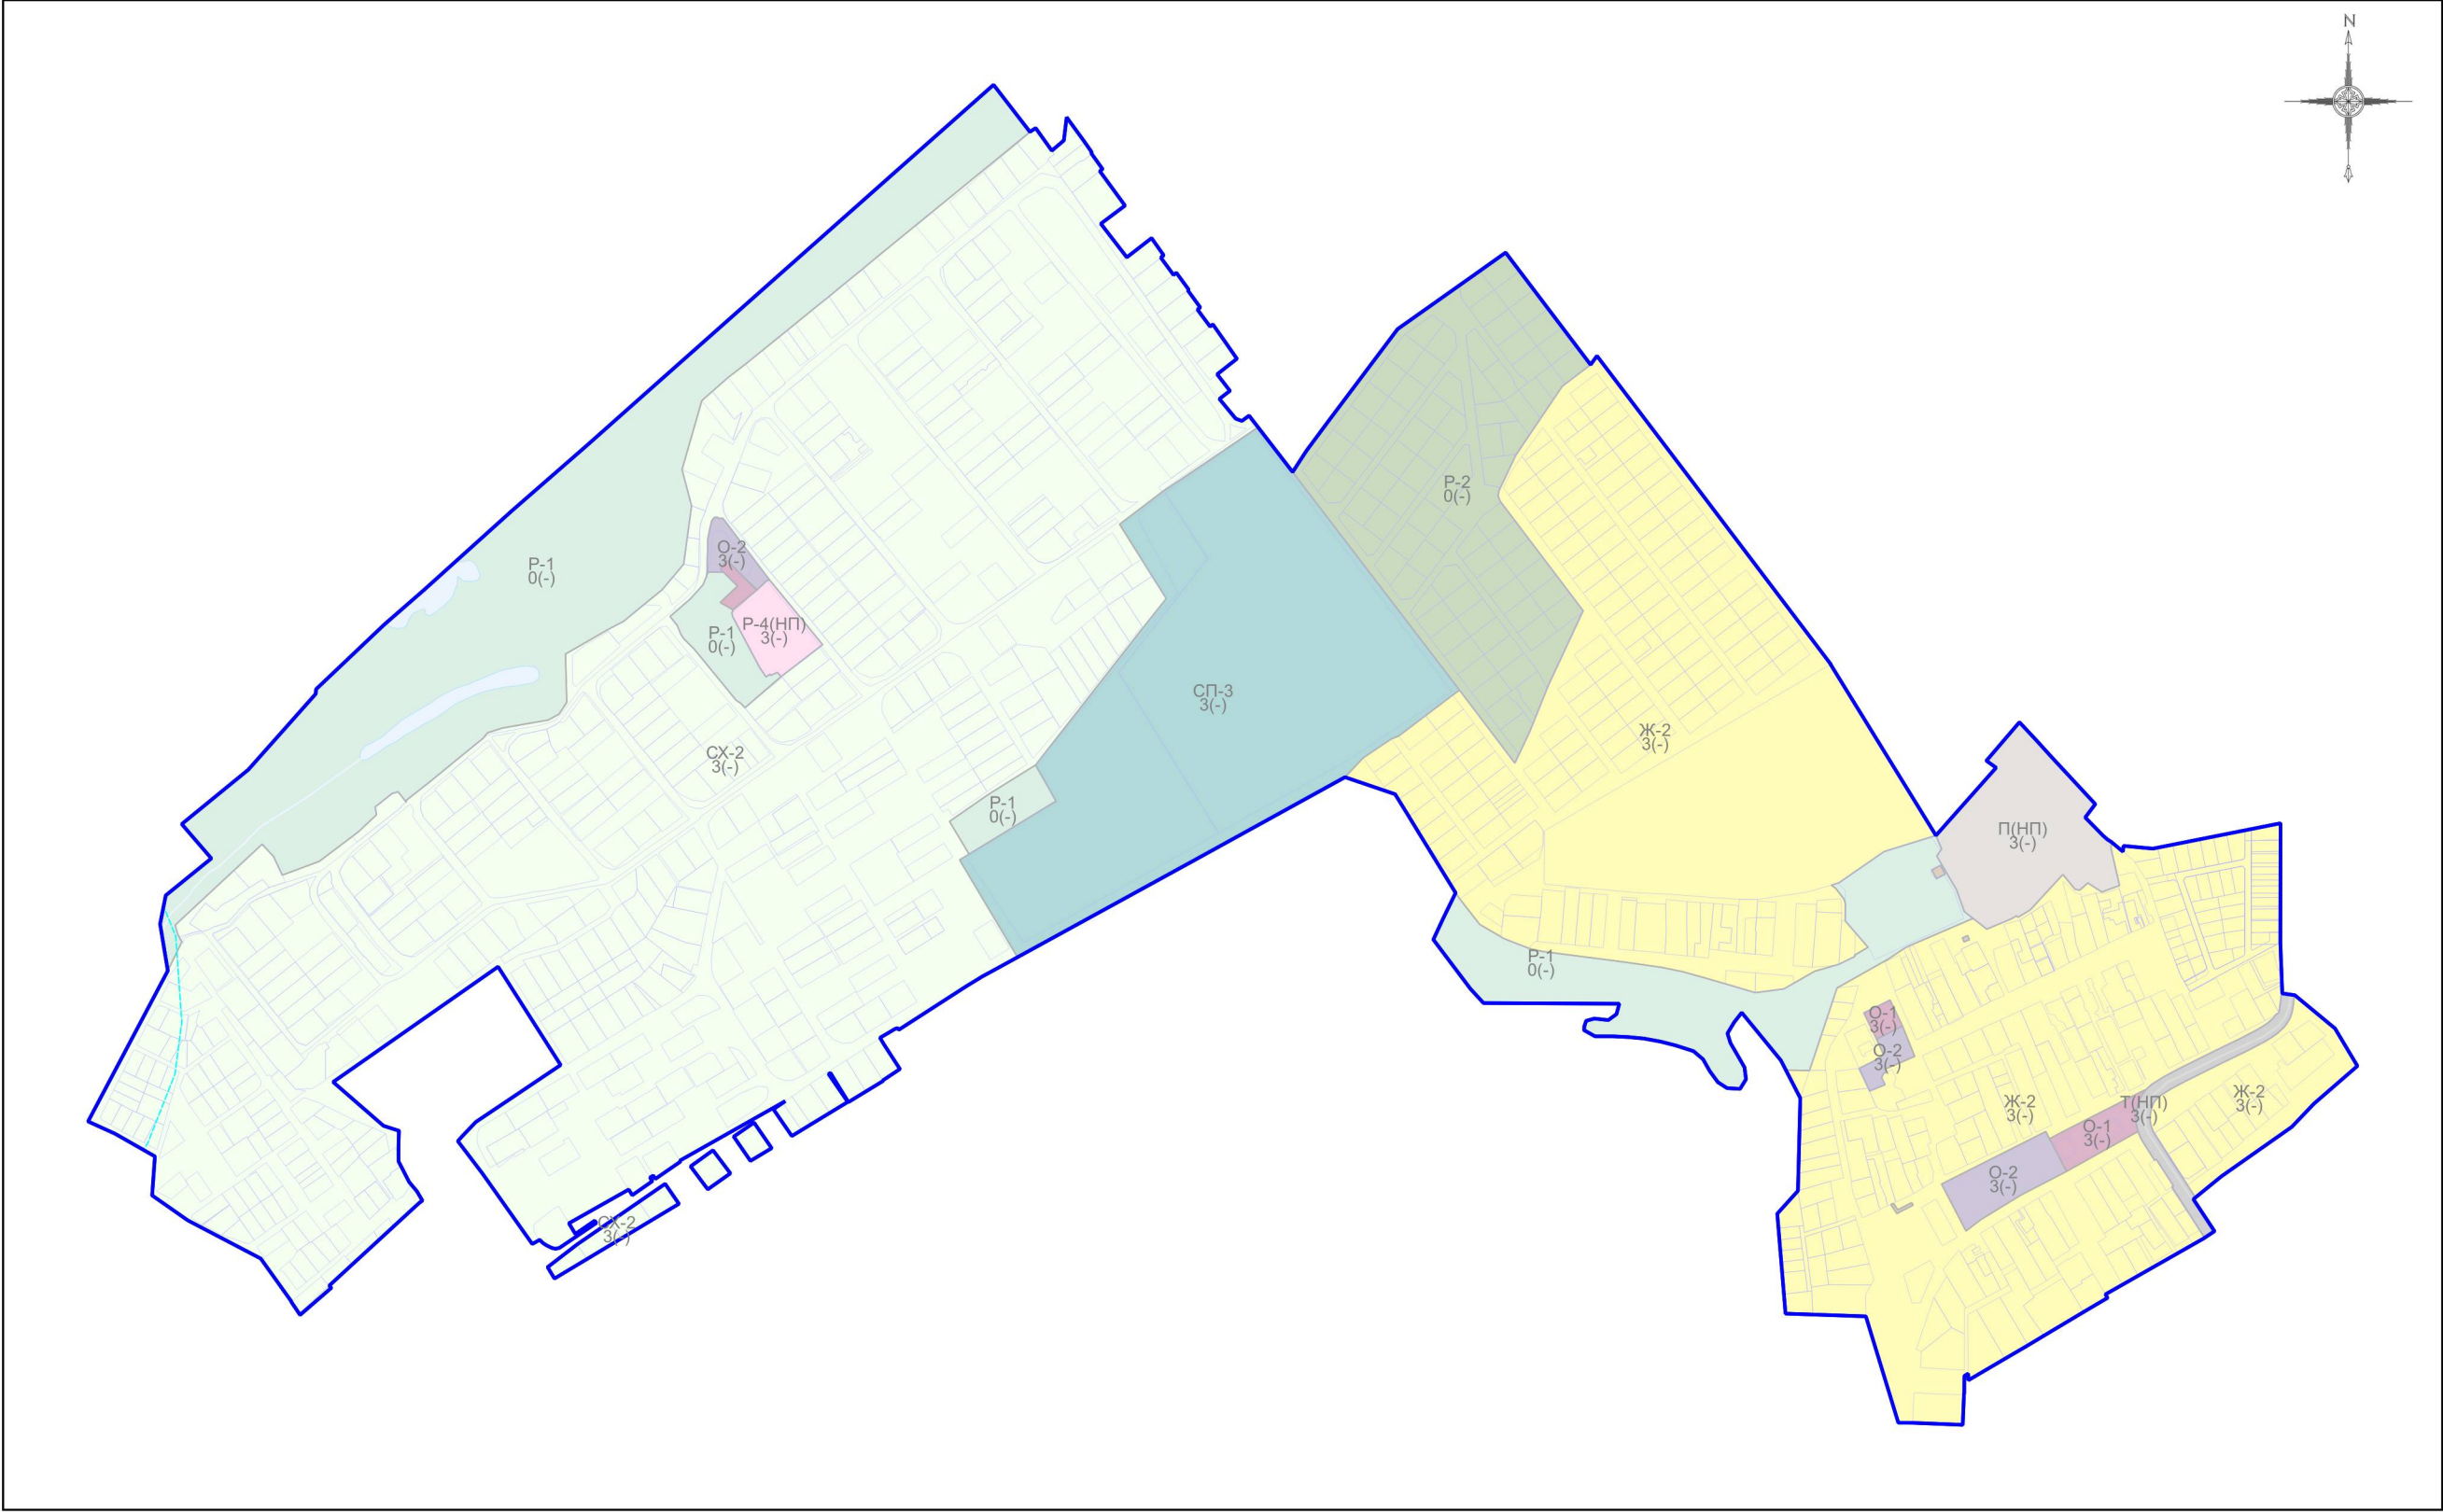 N
Р-2
0(-)
О-2
3(-)
Р-1
0(-)
Р-4(НП)
3(-)
Р-1
0(-)
СП-3
3(-)
Ж-2
3(-)
СХ-2
3(-)
Р-1
0(-)
П(НП)
3(-)
Р-1
0(-)
О-1
3(-)
О-2
3(-)
Ж-2
3(-)
Т(НП)
3(-)
Ж-2
3(-)
О-1
3(-)
О-2
3(-)
СХ-2
3(-)